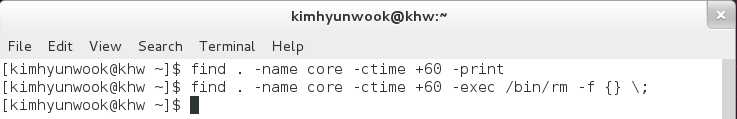 kimhyunwook@khw:~
File Edit View Search Terminal Help
[kimhyunwook@khw ~]$ find . -name core -ctime +60 -print
[kimhyunwook@khw ~]$ find . -name core -ctime +60 -exec /bin/rm -f {} \;
[kimhyunwook@khw ~]$